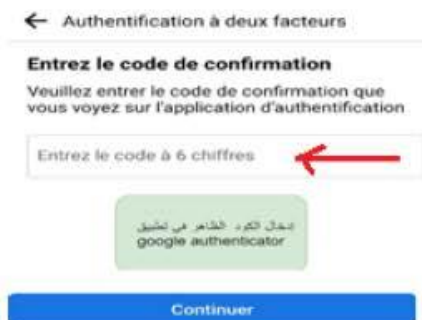 ← Authentification à deux facteurs
Entrez le code de confirmation
Veuillez entrer le code de confirmation que
vous voyez sur l'application d'authentification
Entrez le code à 6 chiffres
إدخال الكود الظاهر في تطبيق
google authenticator
Continuer